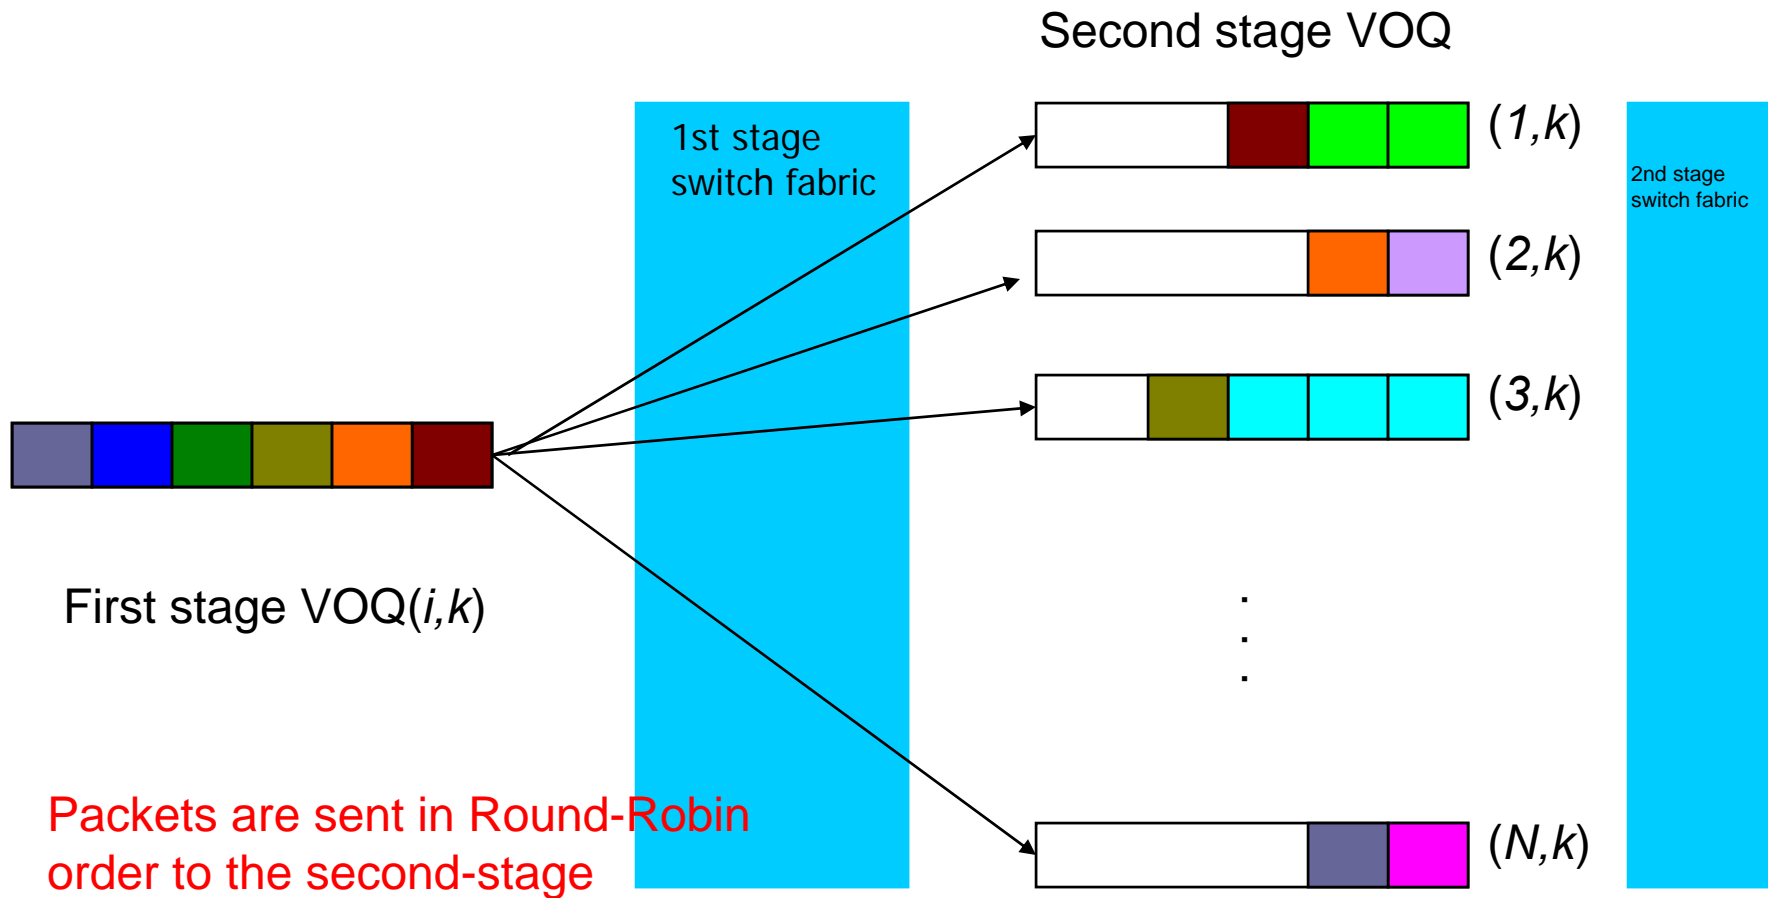 Second stage VOQ
1st stage
switch fabric
(1,k)
2nd stage
switch fabric
(2,k)
(3,k)
First stage VOQ(i,k)
.
.
.
Packets are sent in Round-Robin
order to the second-stage
(N,k)